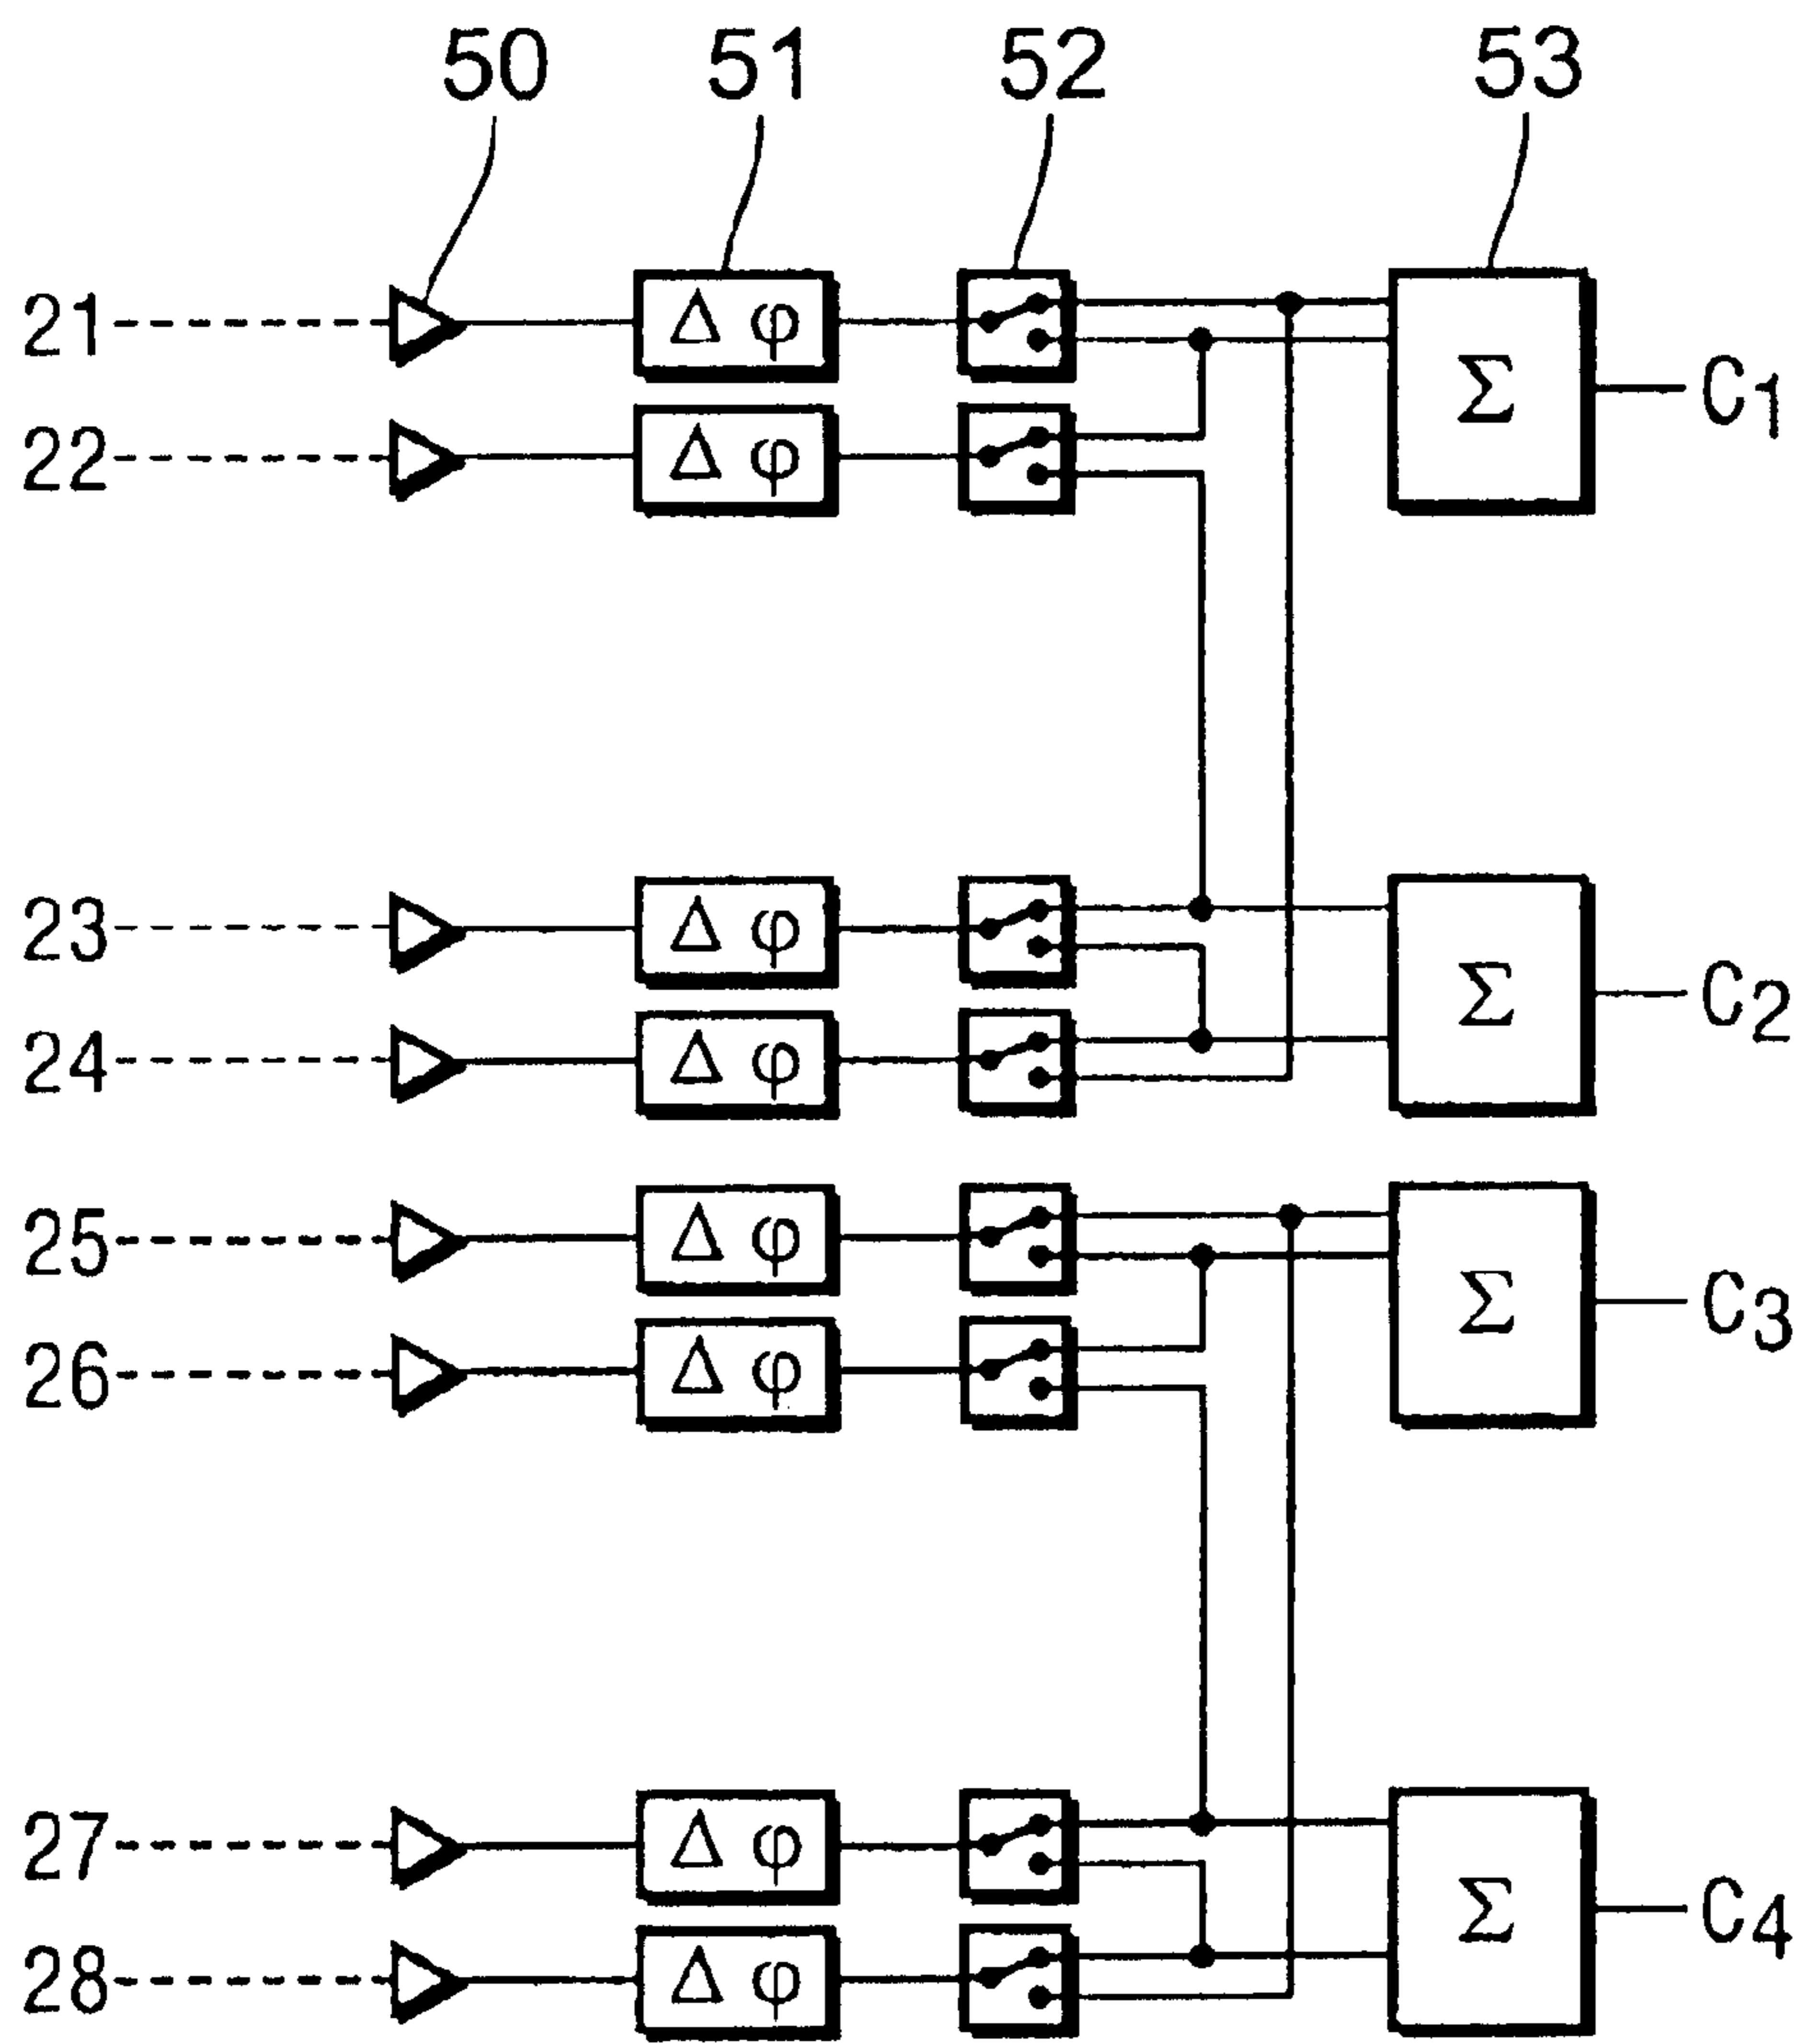 50 51 52 53
21 Δ φ
Σ C1
22 Δ φ
23 Δ φ
Σ C2
24 Δ φ
25 Δ φ
Σ C3
26 Δ φ
27 Δ φ
Σ C4
28 Δ φ